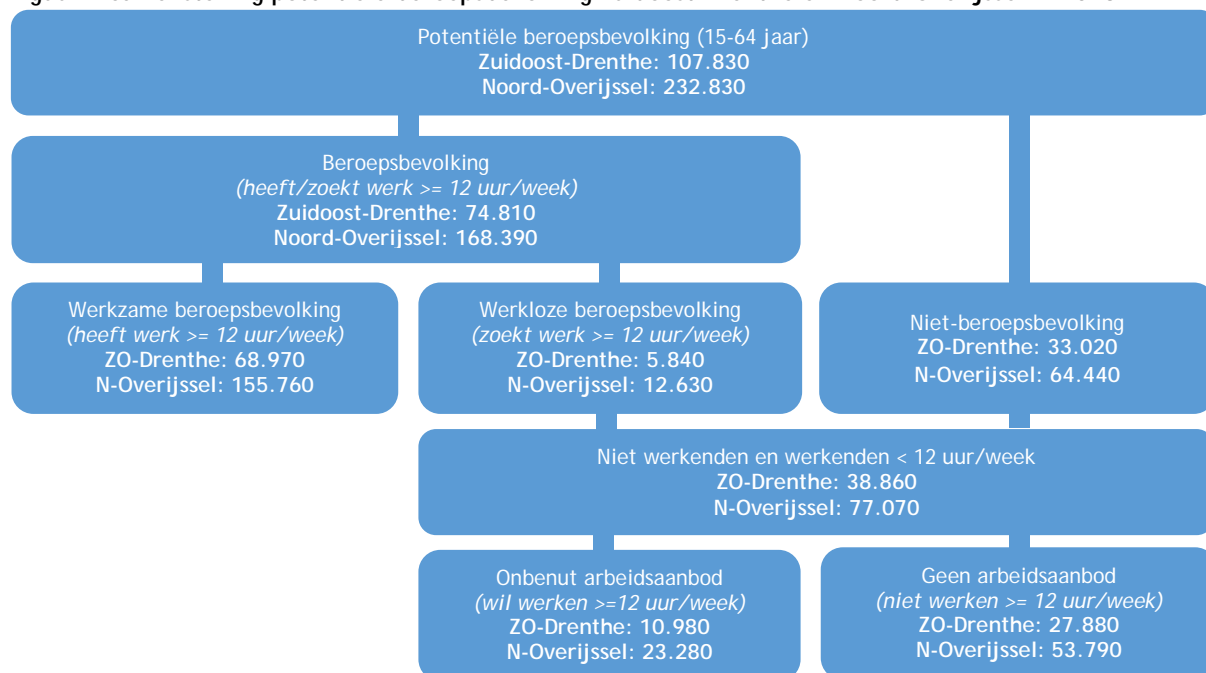 Potentiële beroepsbevolking (15-64 jaar)
Zuidoost-Drenthe: 107.830
Noord-Overijssel: 232.830
Beroepsbevolking
(heeft/zoekt werk >= 12 uur/week)
Zuidoost-Drenthe: 74.810
Noord-Overijssel: 168.390
Werkzame beroepsbevolking
(heeft werk >= 12 uur/week)
ZO-Drenthe: 68.970
N-Overijssel: 155.760
Werkloze beroepsbevolking
(zoekt werk >= 12 uur/week)
ZO-Drenthe: 5.840
N-Overijssel: 12.630
Niet-beroepsbevolking
ZO-Drenthe: 33.020
N-Overijssel: 64.440
Niet werkenden en werkenden < 12 uur/week
ZO-Drenthe: 38.860
N-Overijssel: 77.070
Onbenut arbeidsaanbod
(wil werken >=12 uur/week)
ZO-Drenthe: 10.980
N-Overijssel: 23.280
Geen arbeidsaanbod
(niet werken >= 12 uur/week)
ZO-Drenthe: 27.880
N-Overijssel: 53.790